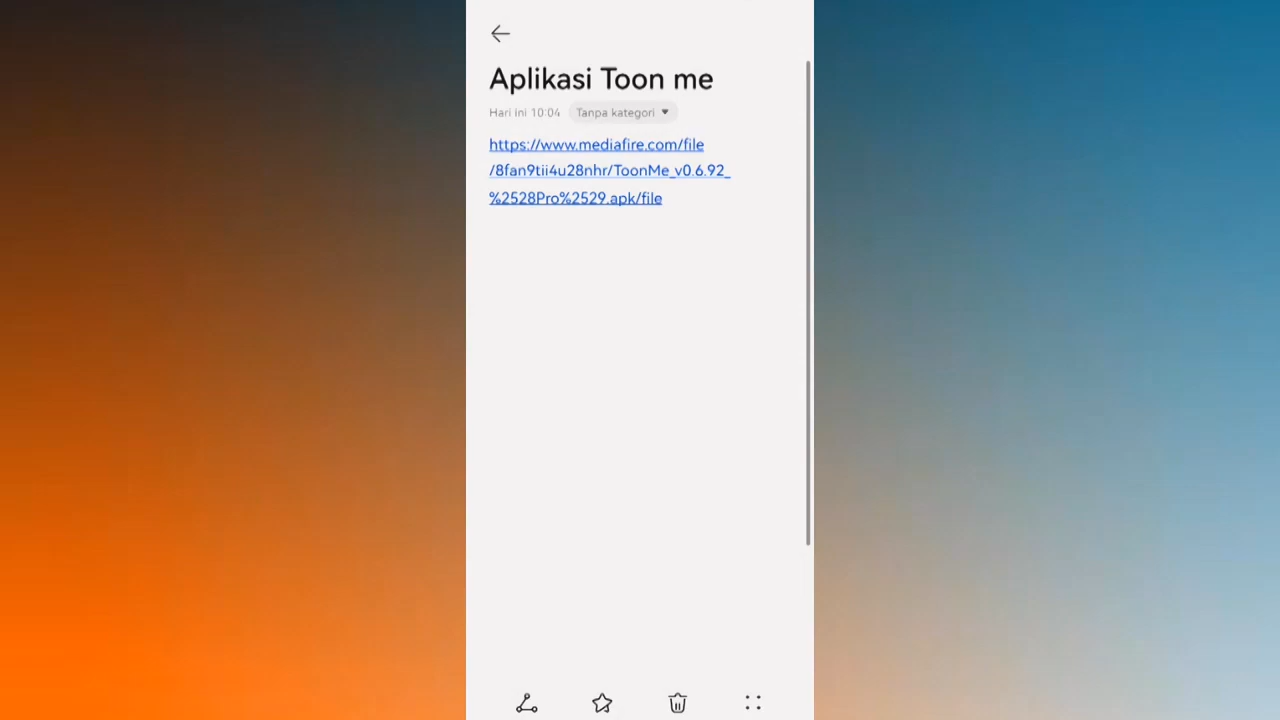 Aplikasi Toon me
Hari ini 10:04 Tanpa kategori
https://www.mediafire.com/file
/8fan9tii4u28nhr/ToonMe_v0.6.92_
%2528Pro%2529.apk/file